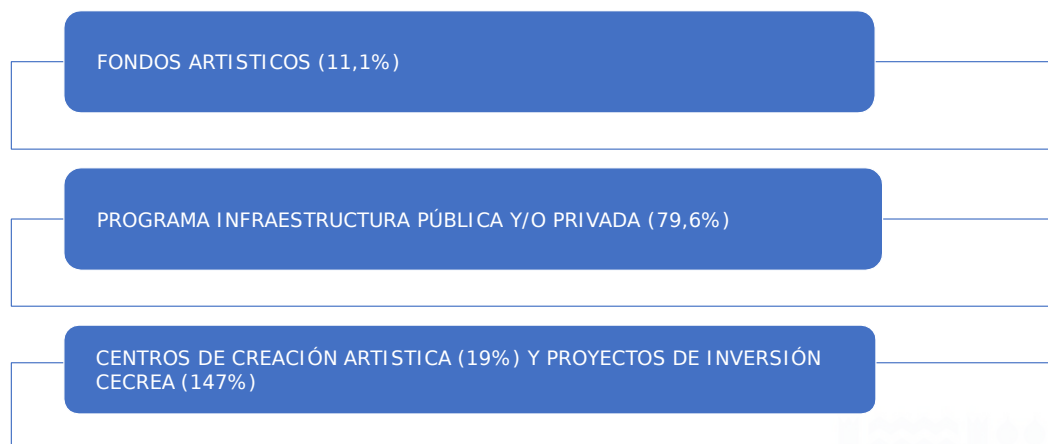 FONDOS ARTISTICOS (11,1%)
PROGRAMA INFRAESTRUCTURA PÚBLICA Y/O PRIVADA (79,6%)
CENTROS DE CREACIÓN ARTISTICA (19%) Y PROYECTOS DE INVERSIÓN
CECREA (147%)